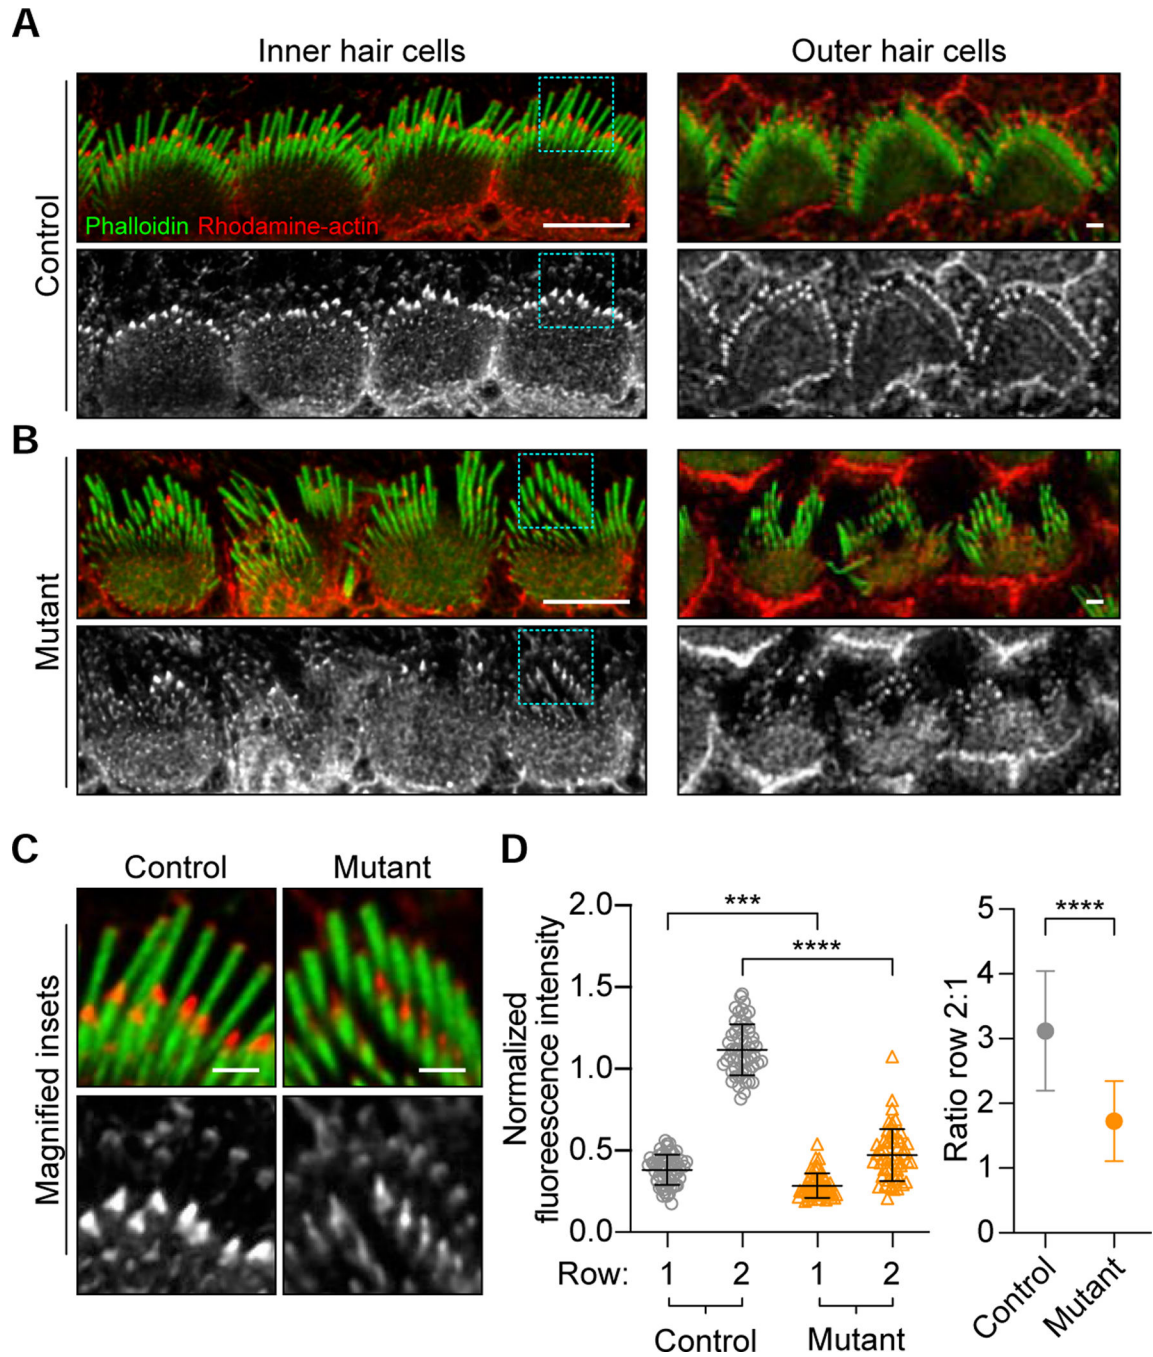 A
Inner hair cells
Outer hair cells
Control
Phalloidin Rhodamine-actin
B
Mutant
C
Control
Mutant
Magnified insets
D
Normalized
fluoreescence intensity
2.0
1.5
1.0
0.5
0.0
***
****
Row: 1 2 1 2
Control Mutant
Ratio row 2:1
5
4
3
2
1
0
****
Control
Mutant